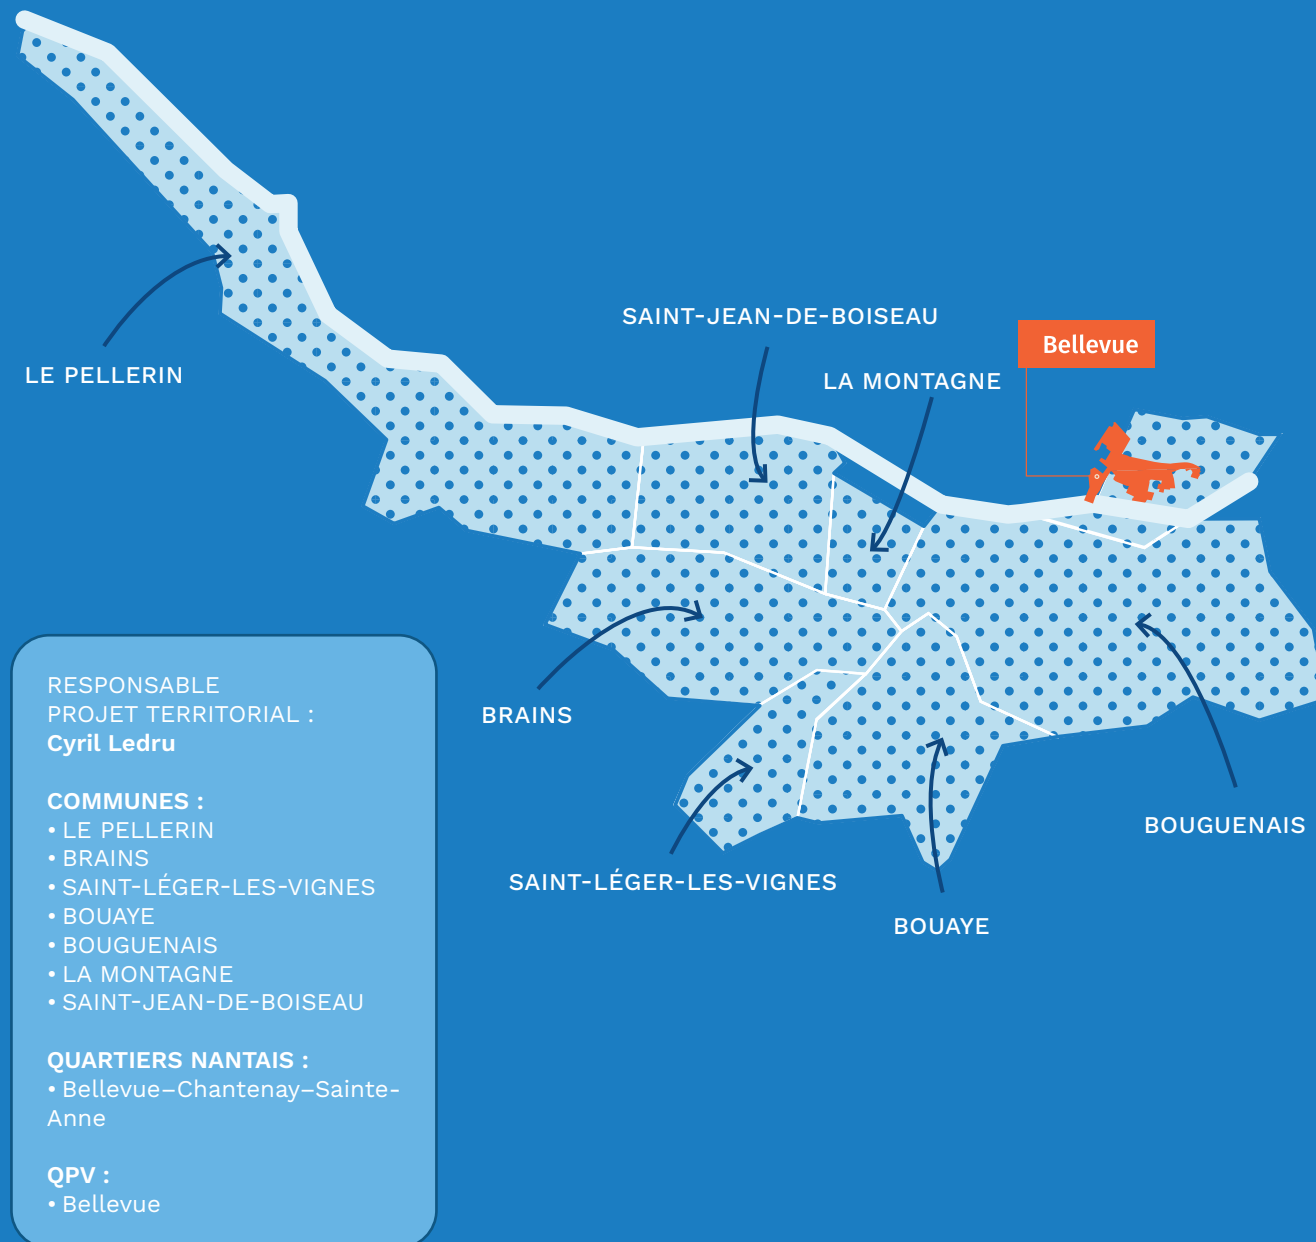 SAINT-JEAN-DE-BOISEAU
Bellevue
LE PELLERIN
LA MONTAGNE
BRAINS
BOUGUENAIS
SAINT-LÉGER-LES-VIGNES
BOUAYE
RESPONSABLE
PROJET TERRITORIAL :
Cyril Ledru
COMMUNES :
• LE PELLERIN
• BRAINS
• SAINT-LÉGER-LES-VIGNES
• BOUAYE
• BOUGUENAIS
• LA MONTAGNE
• SAINT-JEAN-DE-BOISEAU
QUARTIERS NANTAIS :
• Bellevue–Chantenay–Sainte-
Anne
QPV :
• Bellevue